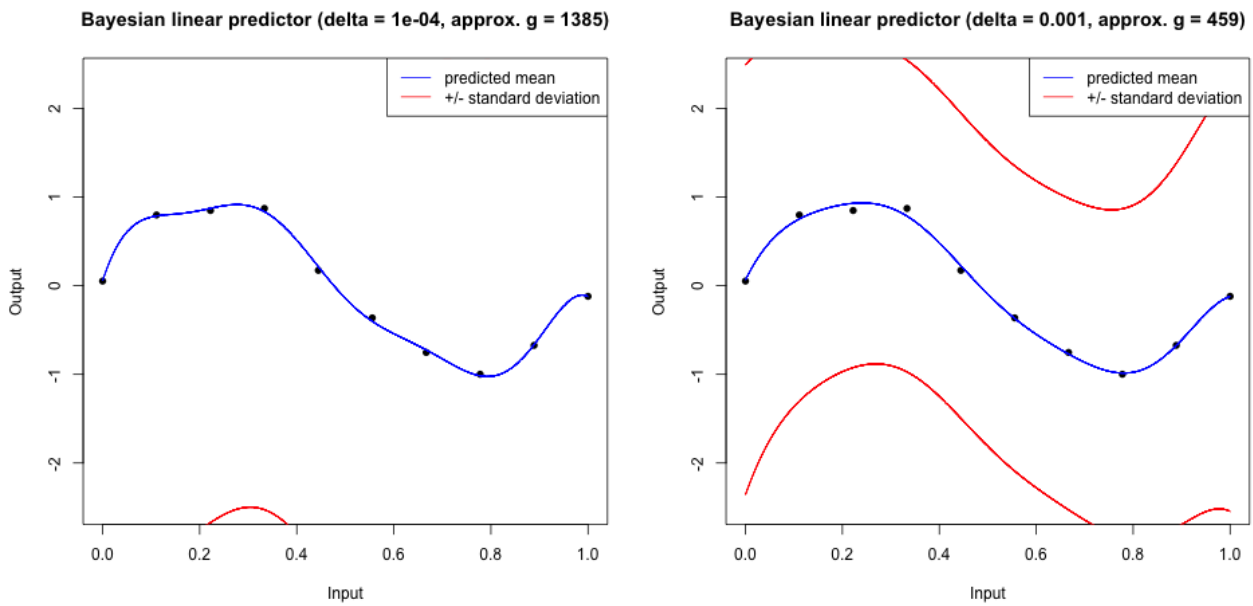 Bayesian linear predictor (delta = 1e-04, approx. g = 1385)
predicted mean
+/- standard deviation
2
1
0
-1
-2
Output
0.0 0.2 0.4 0.6 0.8 1.0
Input
Bayesian linear predictor (delta = 0.001, approx. g = 459)
predicted mean
+/- standard deviation
2
1
0
-1
-2
Output
0.0 0.2 0.4 0.6 0.8 1.0
Input